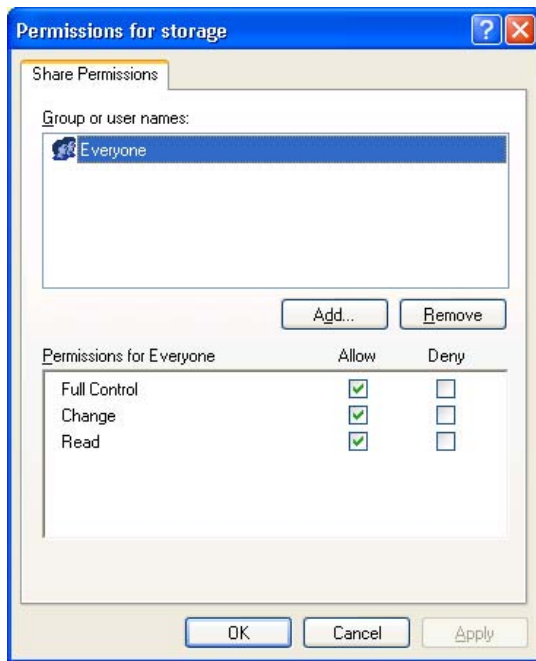 Permissions for storage
Share Permissions
Group or user names:
Everyone
Add... Remove
Permissions for Everyone Allow Deny
Full Control
Change
Read
OK Cancel Apply